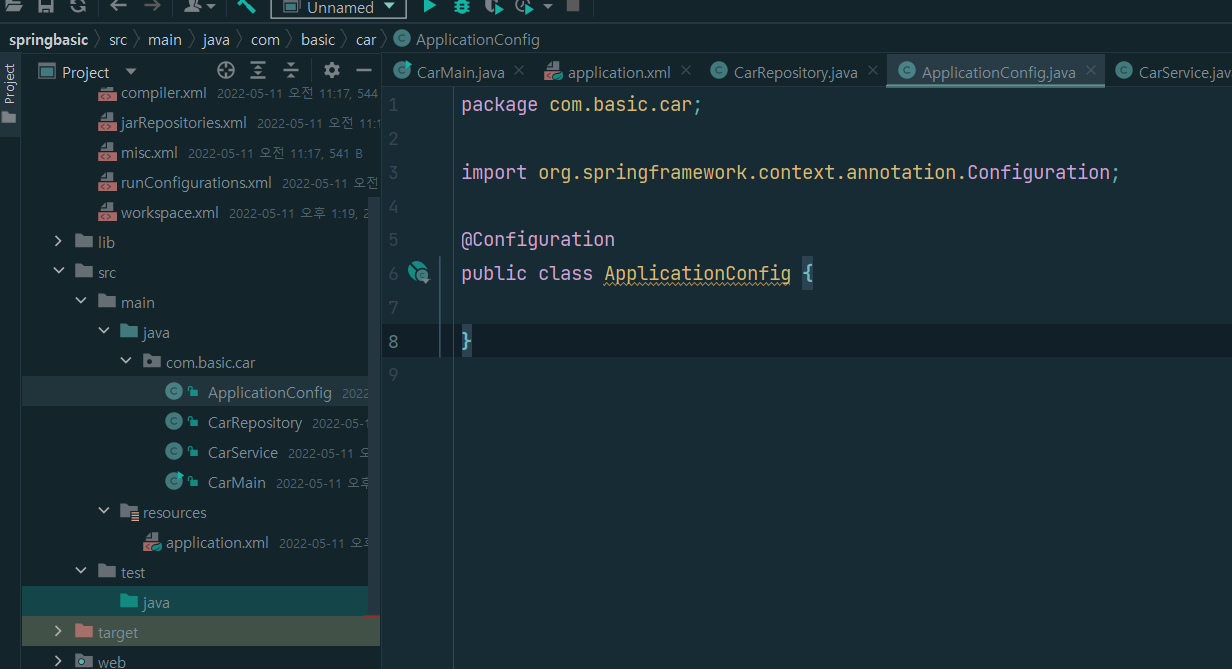 Unnamed
springbasic src main java com basic car ApplicationConfig
Project
Project
CarMain.java application.xml CarRepository.java ApplicationConfig.java CarService.jav
compiler.xml 2022-05-11 오전 11:17, 544
jarRepositories.xml 2022-05-11 오전 11:1
misc.xml 2022-05-11 오전 11:17, 541 B
runConfigurations.xml 2022-05-11 오전
workspace.xml 2022-05-11 오후 1:19, 2
lib
src
main
java
com.basic.car
ApplicationConfig 2022
CarRepository 2022-05-1
CarService 2022-05-11 오
CarMain 2022-05-11 오후
resources
application.xml 2022-05-11 오후
test
java
target
web
1 package com.basic.car;
2
3 import org.springframework.context.annotation.Configuration;
4
5 @Configuration
6 public class ApplicationConfig {
7
8 }
9